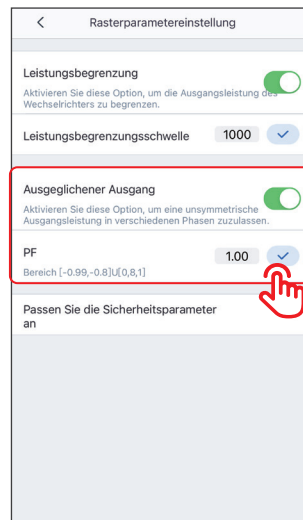 Rasterparametereinstellung
Leistungsbegrenzung
Aktivieren Sie diese Option, um die Ausgangsleistung des
Wechselrichters zu begrenzen.
Leistungsbegrenzungsschwelle 1000
Ausgeglichener Ausgang
Aktivieren Sie diese Option, um eine unsymmetrische
Ausgangsleistung in verschiedenen Phasen zuzulassen.
PF 1.00
Bereich [-0.99,-0.8]U[0,8,1]
Passen Sie die Sicherheitsparameter
an